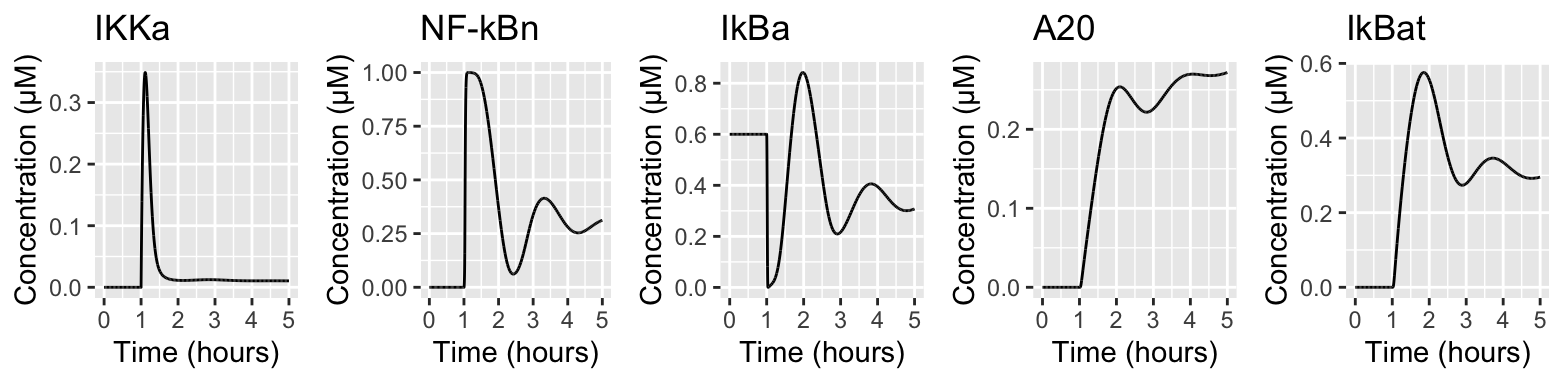 IKKa
Concentration (µM)
0.3
0.2
0.1
0.0
0 1 2 3 4 5
Time (hours)
NF-kBn
Concentration (µM)
1.00
0.75
0.50
0.25
0.00
0 1 2 3 4 5
Time (hours)
IkBa
Concentration (µM)
0.8
0.6
0.4
0.2
0.0
0 1 2 3 4 5
Time (hours)
A20
Concentration (µM)
0.2
0.1
0.0
0 1 2 3 4 5
Time (hours)
IkBat
Concentration (µM)
0.6
0.4
0.2
0.0
0 1 2 3 4 5
Time (hours)